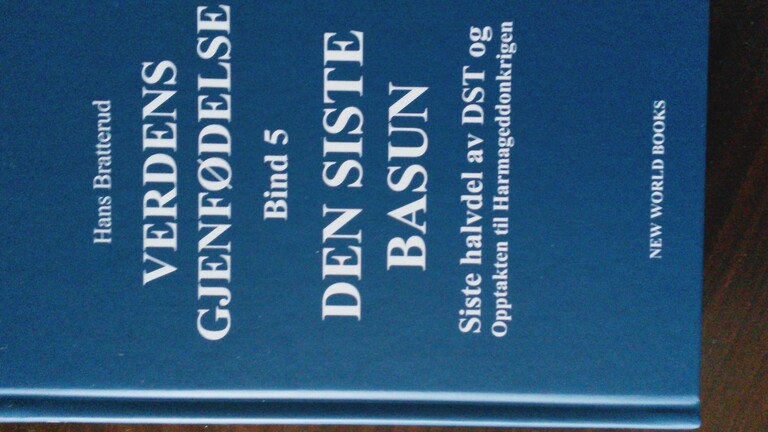 Hans Bratterud
VERDENS
GJENFØDELSE
Bind 5
DEN SISTE
BASUN
Siste halvdel av DST og
Opptakten til Harmageddonkrigen
NEW WORLD BOOKS